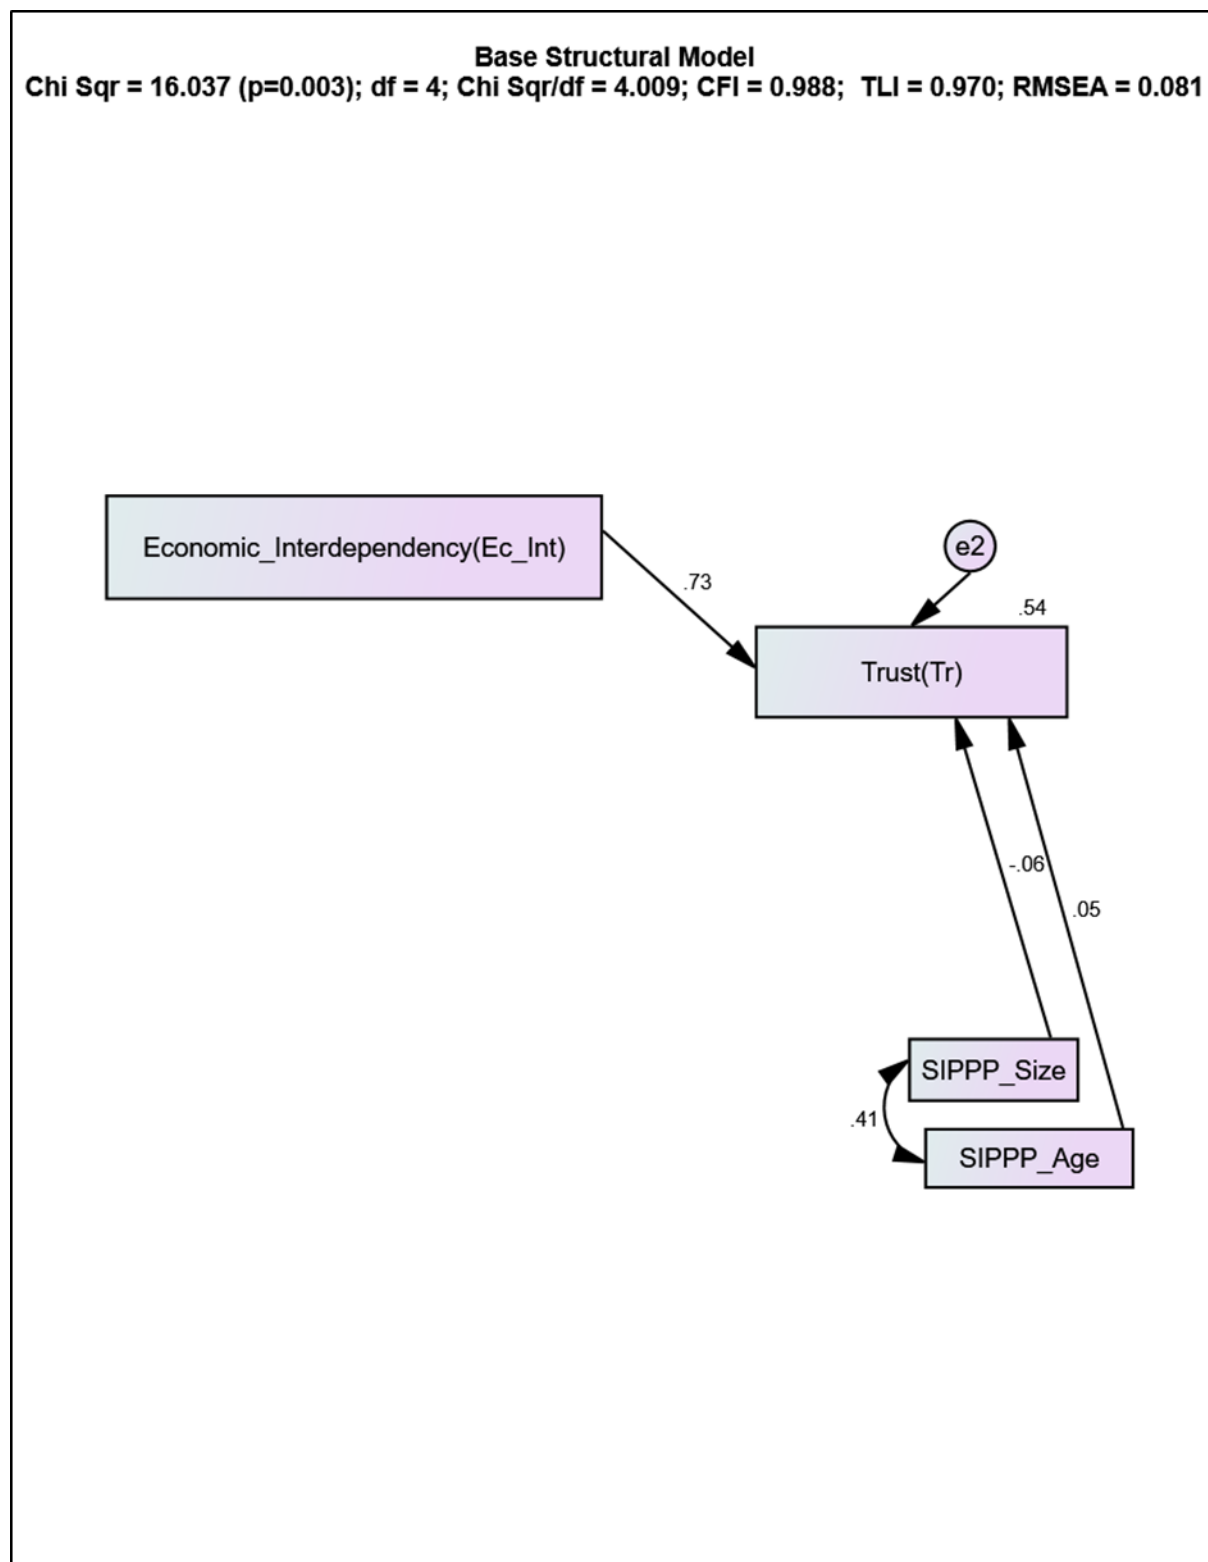 Base Structural Model
Chi Sqr = 16.037 (p=0.003); df = 4; Chi Sqr/df = 4.009; CFI = 0.988;  TLI = 0.970; RMSEA = 0.081
Economic_Interdependency(Ec_Int)
e2
.73
.54
Trust(Tr)
-.06
.05
SIPPP_Size
.41
SIPPP_Age